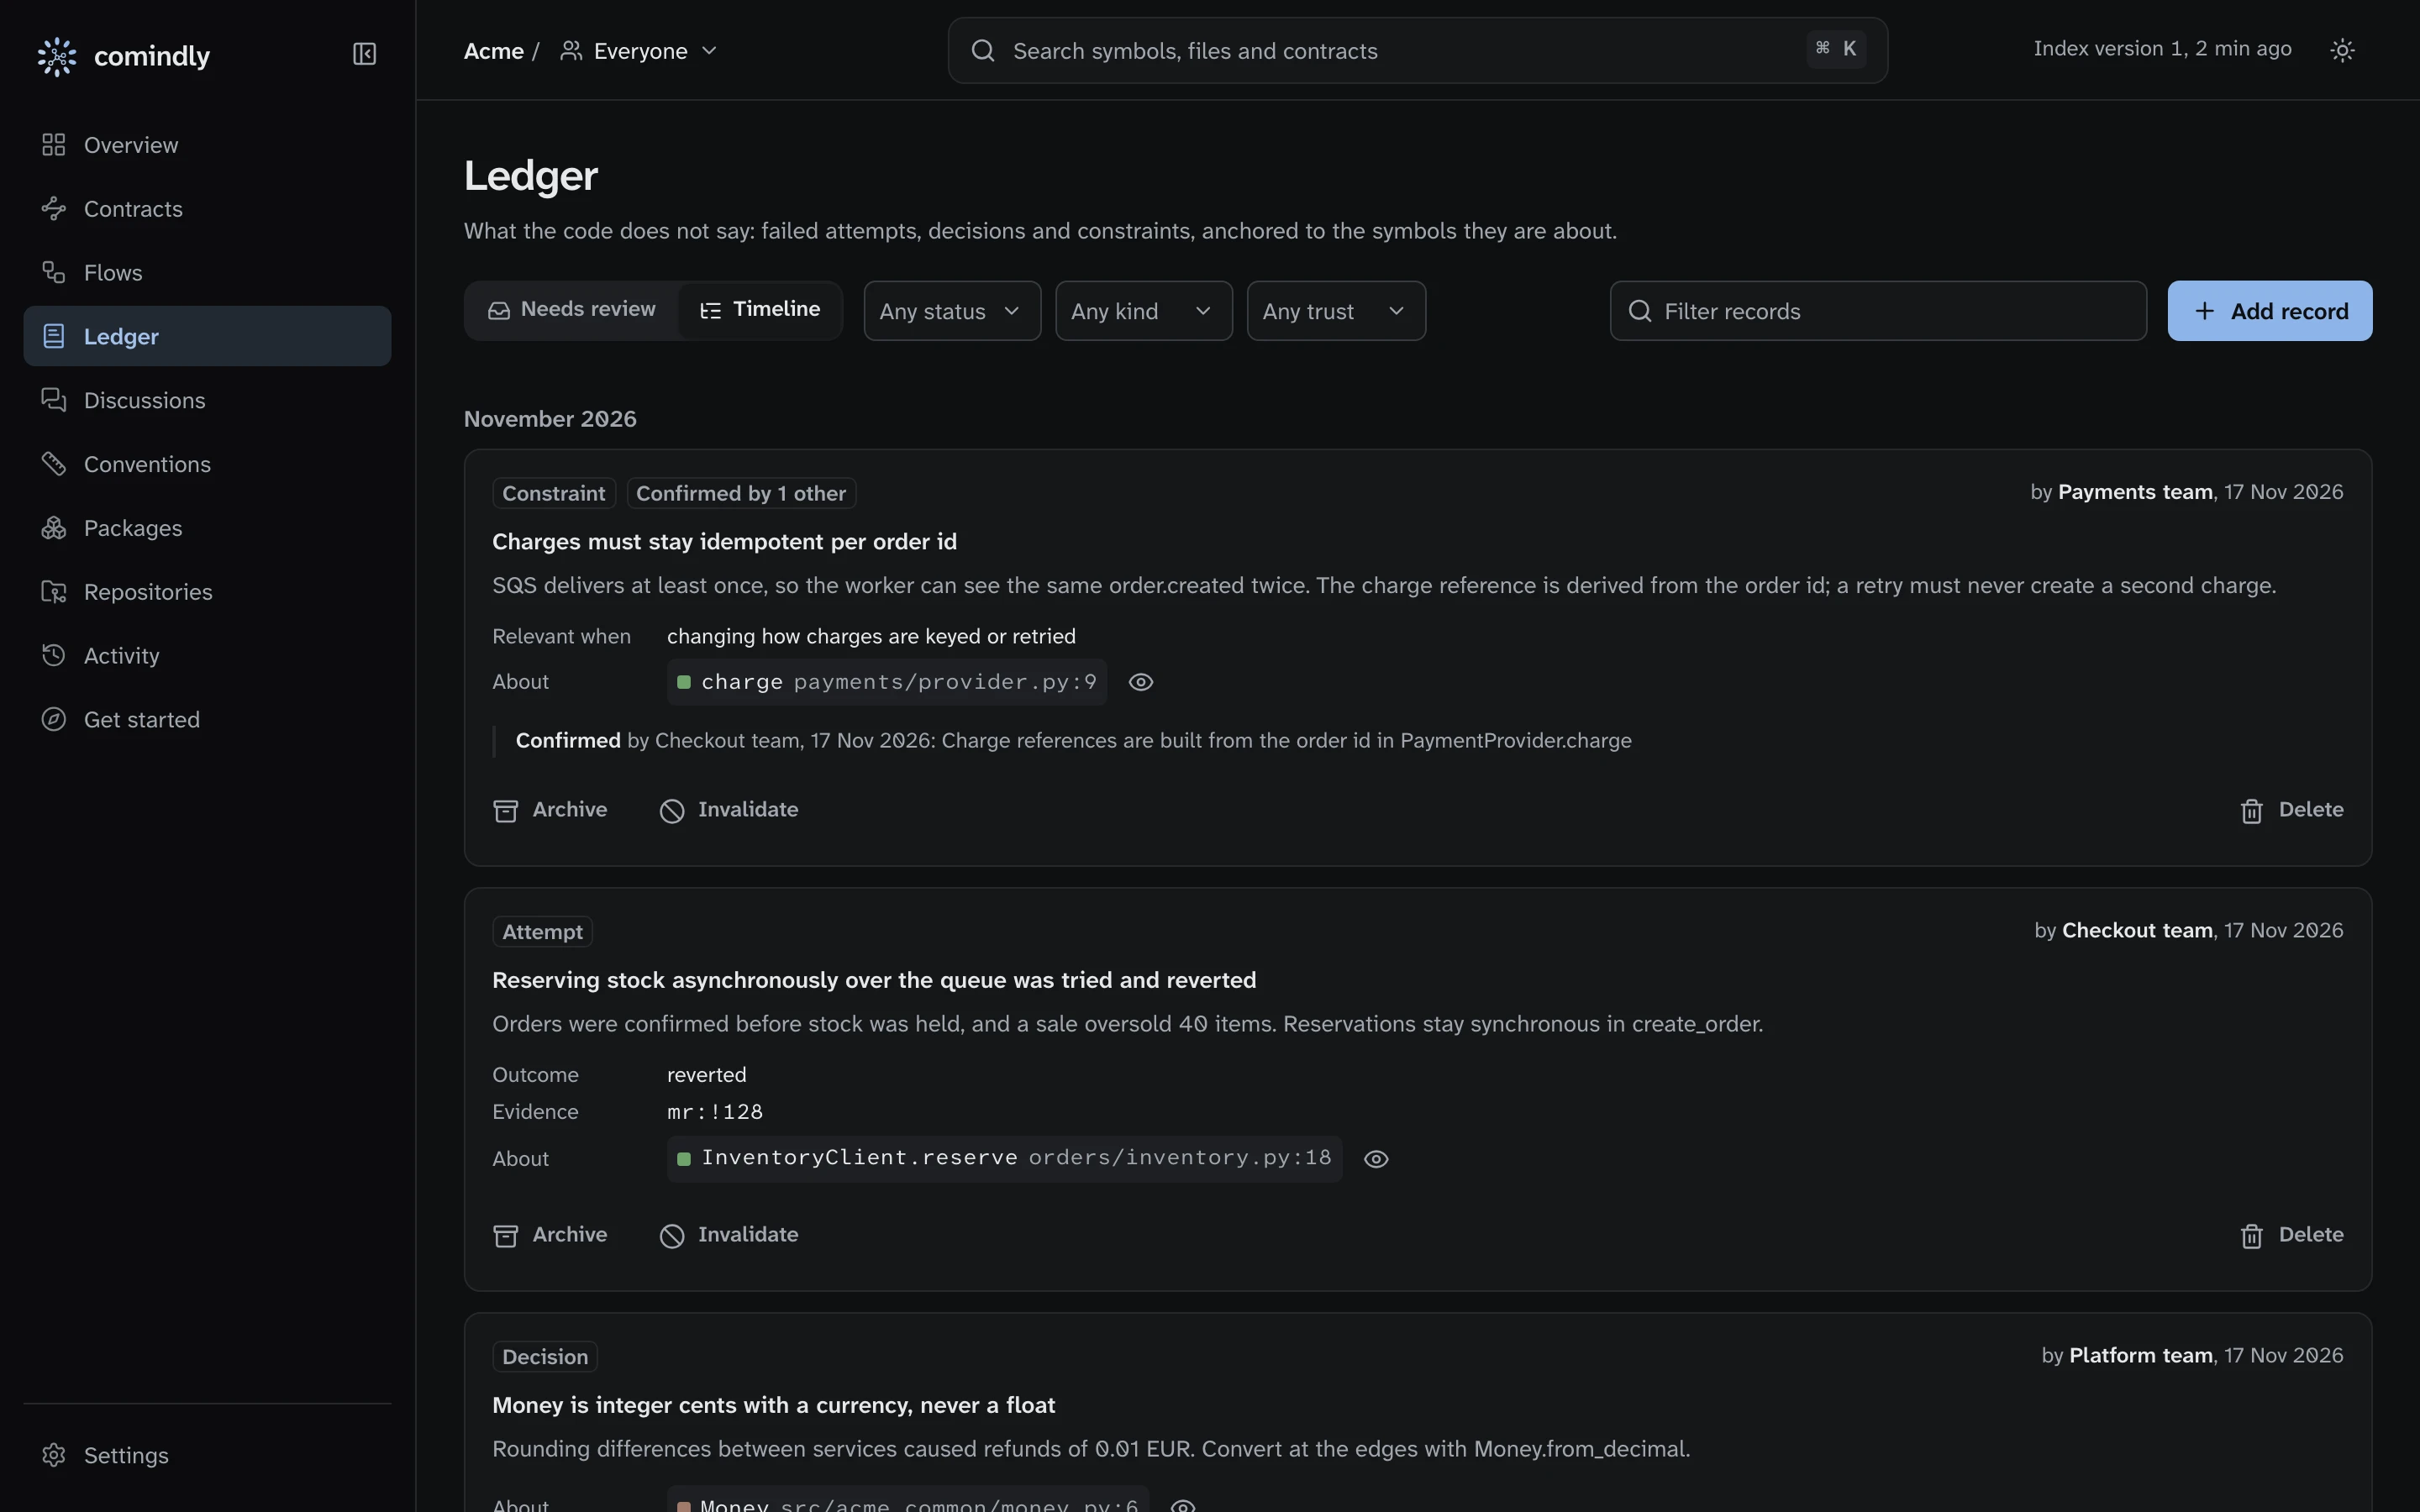 comindly
Acme / Everyone
Search symbols, files and contracts
⌘ K
Index version 1, 2 min ago
Overview
Contracts
Flows
Ledger
Discussions
Conventions
Packages
Repositories
Activity
Get started
Settings
Ledger
What the code does not say: failed attempts, decisions and constraints, anchored to the symbols they are about.
Needs review
Timeline
Any status
Any kind
Any trust
Filter records
Add record
November 2026
Constraint
Confirmed by 1 other
by Payments team, 17 Nov 2026
Charges must stay idempotent per order id
SQS delivers at least once, so the worker can see the same order.created twice. The charge reference is derived from the order id; a retry must never create a second charge.
Relevant when changing how charges are keyed or retried
About charge payments/provider.py:9
Confirmed by Checkout team, 17 Nov 2026: Charge references are built from the order id in PaymentProvider.charge
Archive
Invalidate
Delete
Attempt
by Checkout team, 17 Nov 2026
Reserving stock asynchronously over the queue was tried and reverted
Orders were confirmed before stock was held, and a sale oversold 40 items. Reservations stay synchronous in create_order.
Outcome reverted
Evidence mr:!128
About InventoryClient.reserve orders/inventory.py:18
Archive
Invalidate
Delete
Decision
by Platform team, 17 Nov 2026
Money is integer cents with a currency, never a float
Rounding differences between services caused refunds of 0.01 EUR. Convert at the edges with Money.from_decimal.
About Money src/acme_common/money.py:6